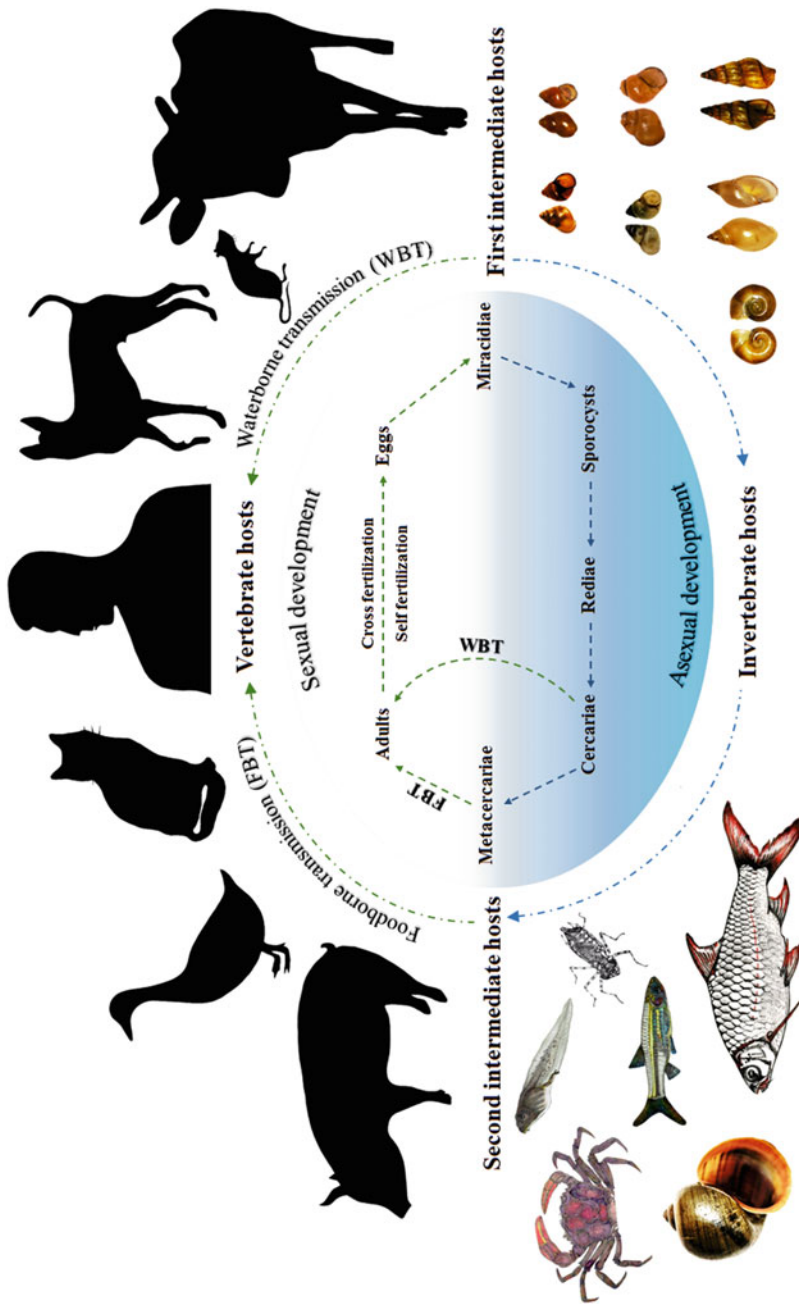 Vertebrate hosts
Waterborne transmission (WBT)
Foodborne transmission (FBT)
Sexual development
Cross fertilization
Self fertilization
Adults
Eggs
WBT
FBT
Second intermediate hosts
Metacercariae
Miracidiae
First intermediate hosts
Cercariae
Rediae
Sporocysts
Asexual development
Invertebrate hosts